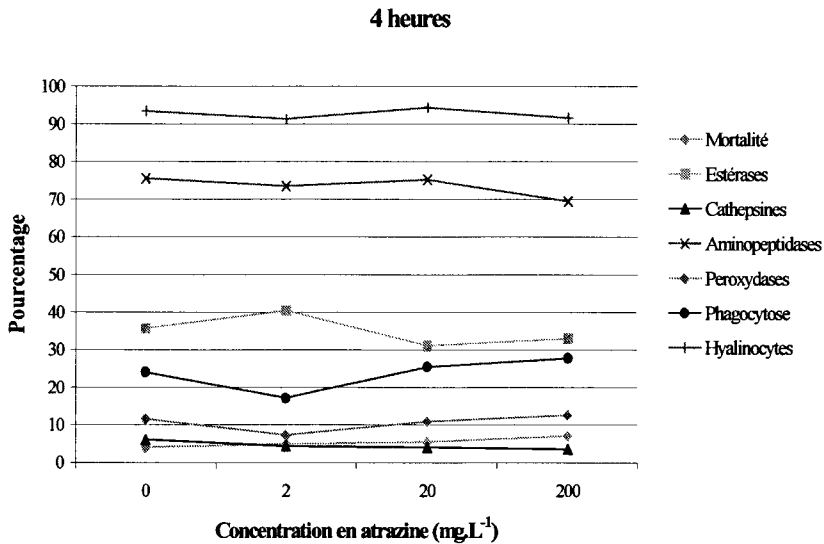 4 heures
100
90
80
70
60
50
40
30
20
10
0
Pourcentage
0 2 20 200
Concentration en atrazine (mg.L-1)
Mortalité
Estérases
Cathepsines
Aminopeptidases
Peroxydases
Phagocytose
Hyalinocytes